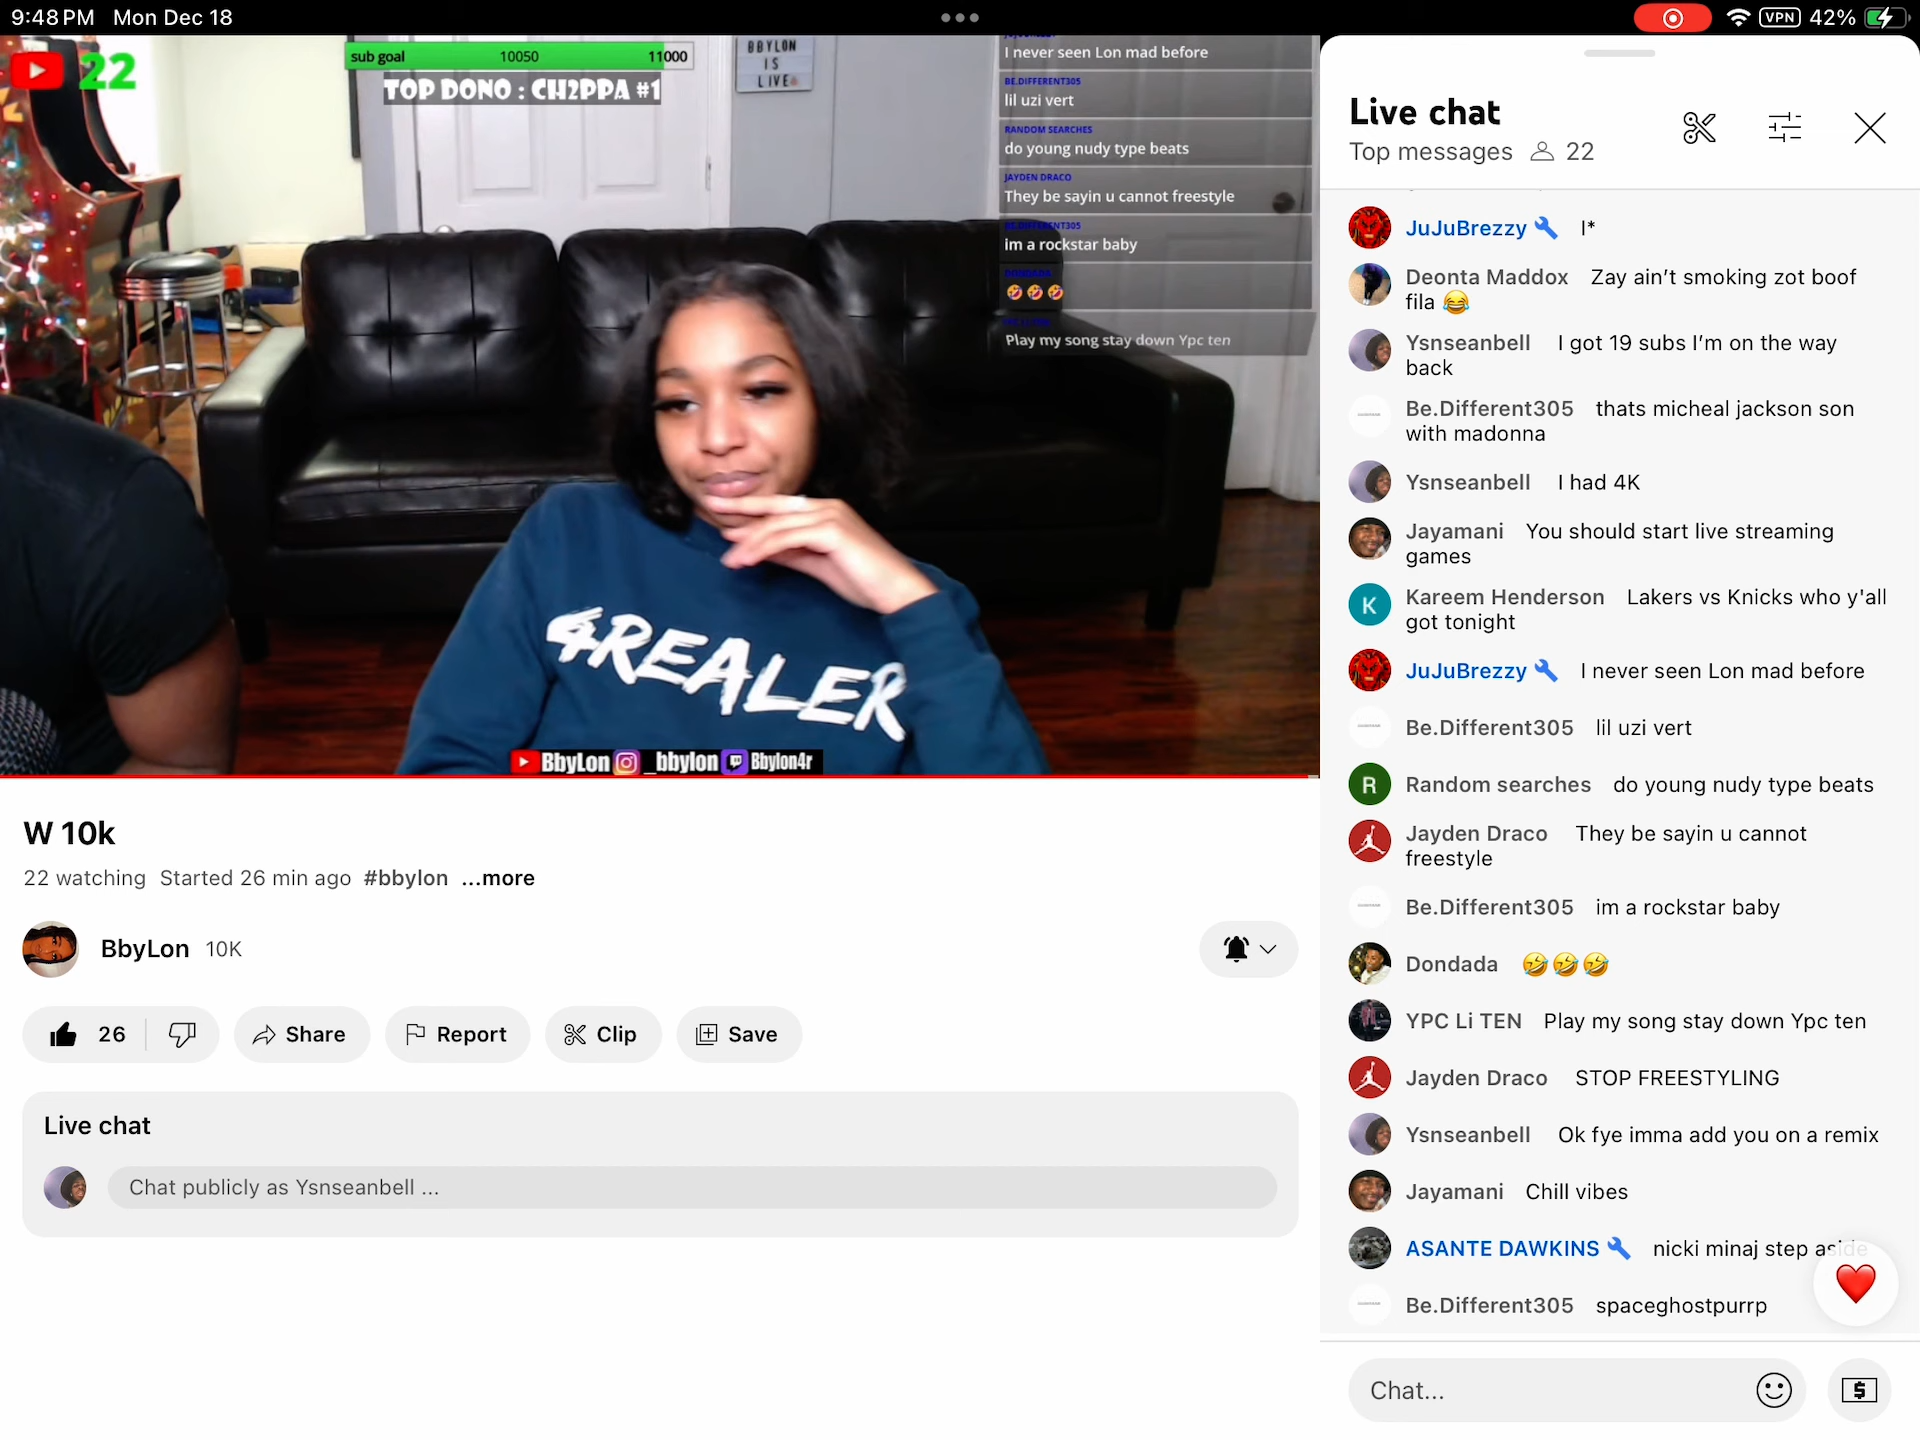 9:48 PM Mon Dec 18
VPN 42%
22
sub goal 10050 11000
TOP DONO : CH2PPA #1
BBYLON
IS
LIVE
I never seen Lon mad before
BE.DIFFERENT305
lil uzi vert
RANDOM SEARCHES
do young nudy type beats
JAYDEN DRACO
They be sayin u cannot freestyle
BE.DIFFERENT305
im a rockstar baby
DONDADA
🤣🤣🤣
Play my song stay down Ypc ten
4REALER
BbyLon _bbylon Bbylon4r
W 10k
22 watching Started 26 min ago #bbylon ...more
BbyLon 10K
26 Share Report Clip Save
Live chat
Chat publicly as Ysnseanbell ...
Live chat
Top messages 22
JuJuBrezzy I*
Deonta Maddox Zay ain't smoking zot boof
fila 😂
Ysnseanbell I got 19 subs I'm on the way
back
Be.Different305 thats micheal jackson son
with madonna
Ysnseanbell I had 4K
Jayamani You should start live streaming
games
K Kareem Henderson Lakers vs Knicks who y'all
got tonight
JuJuBrezzy I never seen Lon mad before
Be.Different305 lil uzi vert
R Random searches do young nudy type beats
Jayden Draco They be sayin u cannot
freestyle
Be.Different305 im a rockstar baby
Dondada 🤣🤣🤣
YPC Li TEN Play my song stay down Ypc ten
Jayden Draco STOP FREESTYLING
Ysnseanbell Ok fye imma add you on a remix
Jayamani Chill vibes
ASANTE DAWKINS nicki minaj step aside
Be.Different305 spaceghostpurrp
Chat...